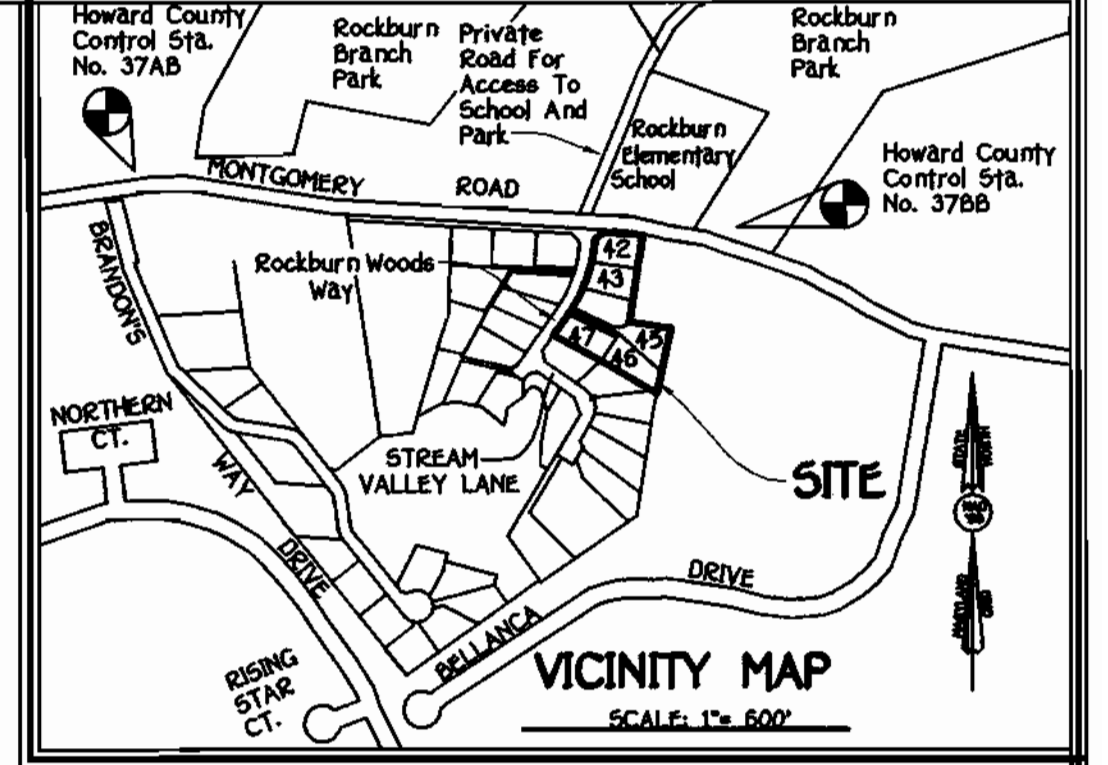 Howard County
Control Sta.
No. 37AB
Rockburn
Branch
Park
Private
Road For
Access To
School And
Park
Rockburn
Branch
Park
Rockburn
Elementary
School
Howard County
Control Sta.
No. 37BB
MONTGOMERY ROAD
BRANDON'S
WAY
Rockburn Woods
Way
42
43
47
45
46
NORTHERN
CT.
STREAM
VALLEY LANE
SITE
DRIVE
BELLANCA
DRIVE
RISING
STAR
CT.
VICINITY MAP
SCALE: 1"= 600'